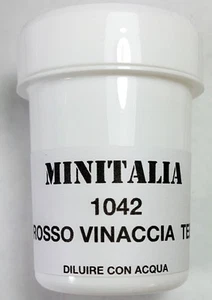 MINITALIA
1042
ROSSO VINACCIA
DILUIRE CON ACQUA